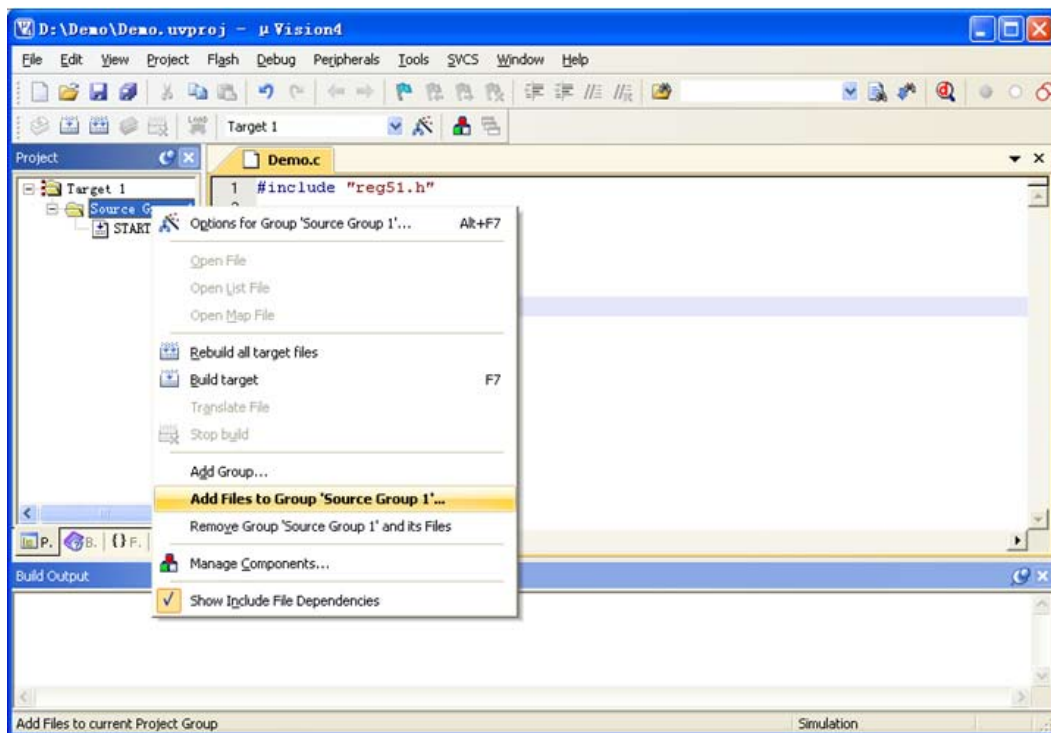 D:\Demo\Demo.uvproj - µVision4
File Edit View Project Flash Debug Peripherals Tools SVCS Window Help
Target 1
Project
Demo.c
Target 1
1 #include "reg51.h"
Source G
START
Options for Group 'Source Group 1'... Alt+F7
Open File
Open List File
Open Map File
Rebuild all target files
Build target F7
Translate File
Stop build
Add Group...
Add Files to Group 'Source Group 1'...
Remove Group 'Source Group 1' and its Files
P. B. {} F.
Manage Components...
Build Output
Show Include File Dependencies
Add Files to current Project Group Simulation